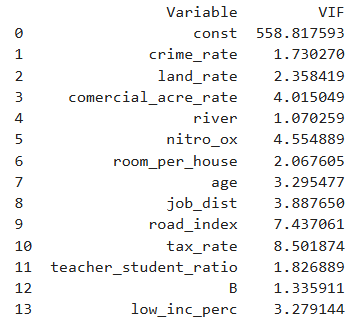 Variable VIF
0 const 558.817593
1 crime_rate 1.730270
2 land_rate 2.358419
3 comercial_acre_rate 4.015049
4 river 1.070259
5 nitro_ox 4.554889
6 room_per_house 2.067605
7 age 3.295477
8 job_dist 3.887650
9 road_index 7.437061
10 tax_rate 8.501874
11 teacher_student_ratio 1.826889
12 B 1.335911
13 low_inc_perc 3.279144